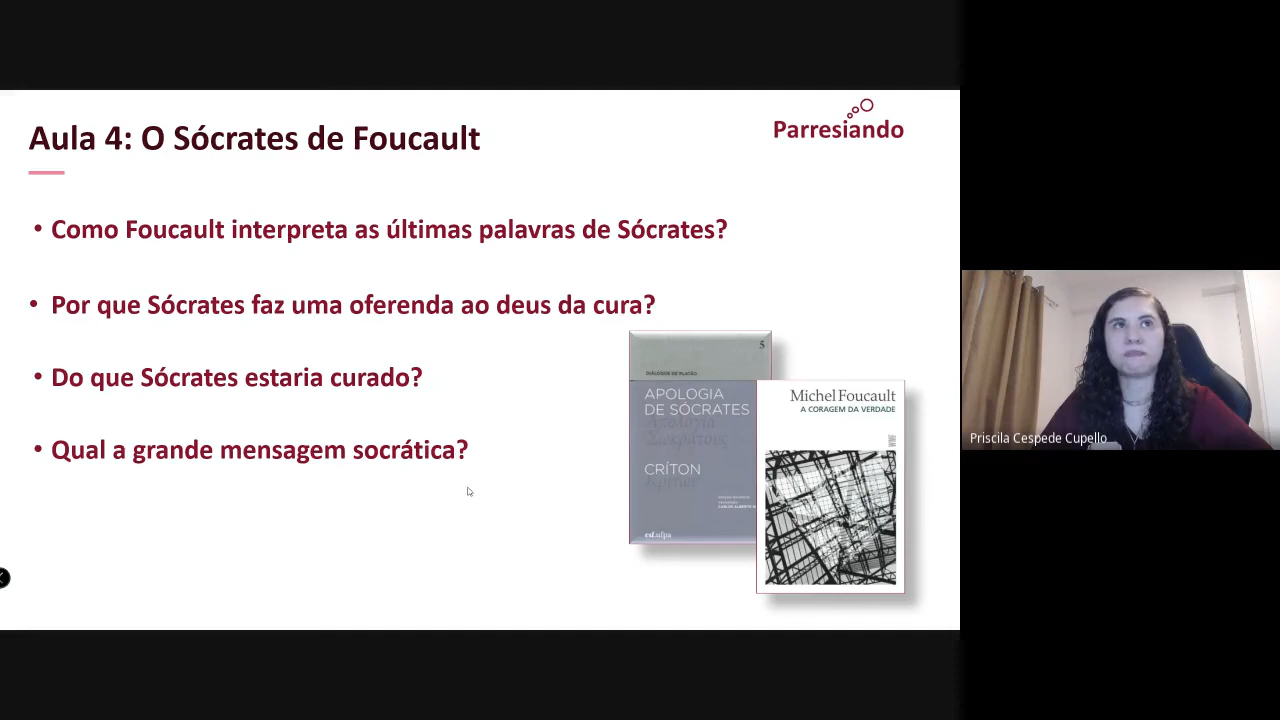 Aula 4: O Sócrates de Foucault
Parresiando
• Como Foucault interpreta as últimas palavras de Sócrates?
• Por que Sócrates faz uma oferenda ao deus da cura?
• Do que Sócrates estaria curado?
• Qual a grande mensagem socrática?
5
DIÁLOGOS DE PLATÃO
APOLOGIA
DE SÓCRATES
CRÍTON
ed.ufpa
Michel Foucault
A CORAGEM DA VERDADE
Priscila Cespede Cupello